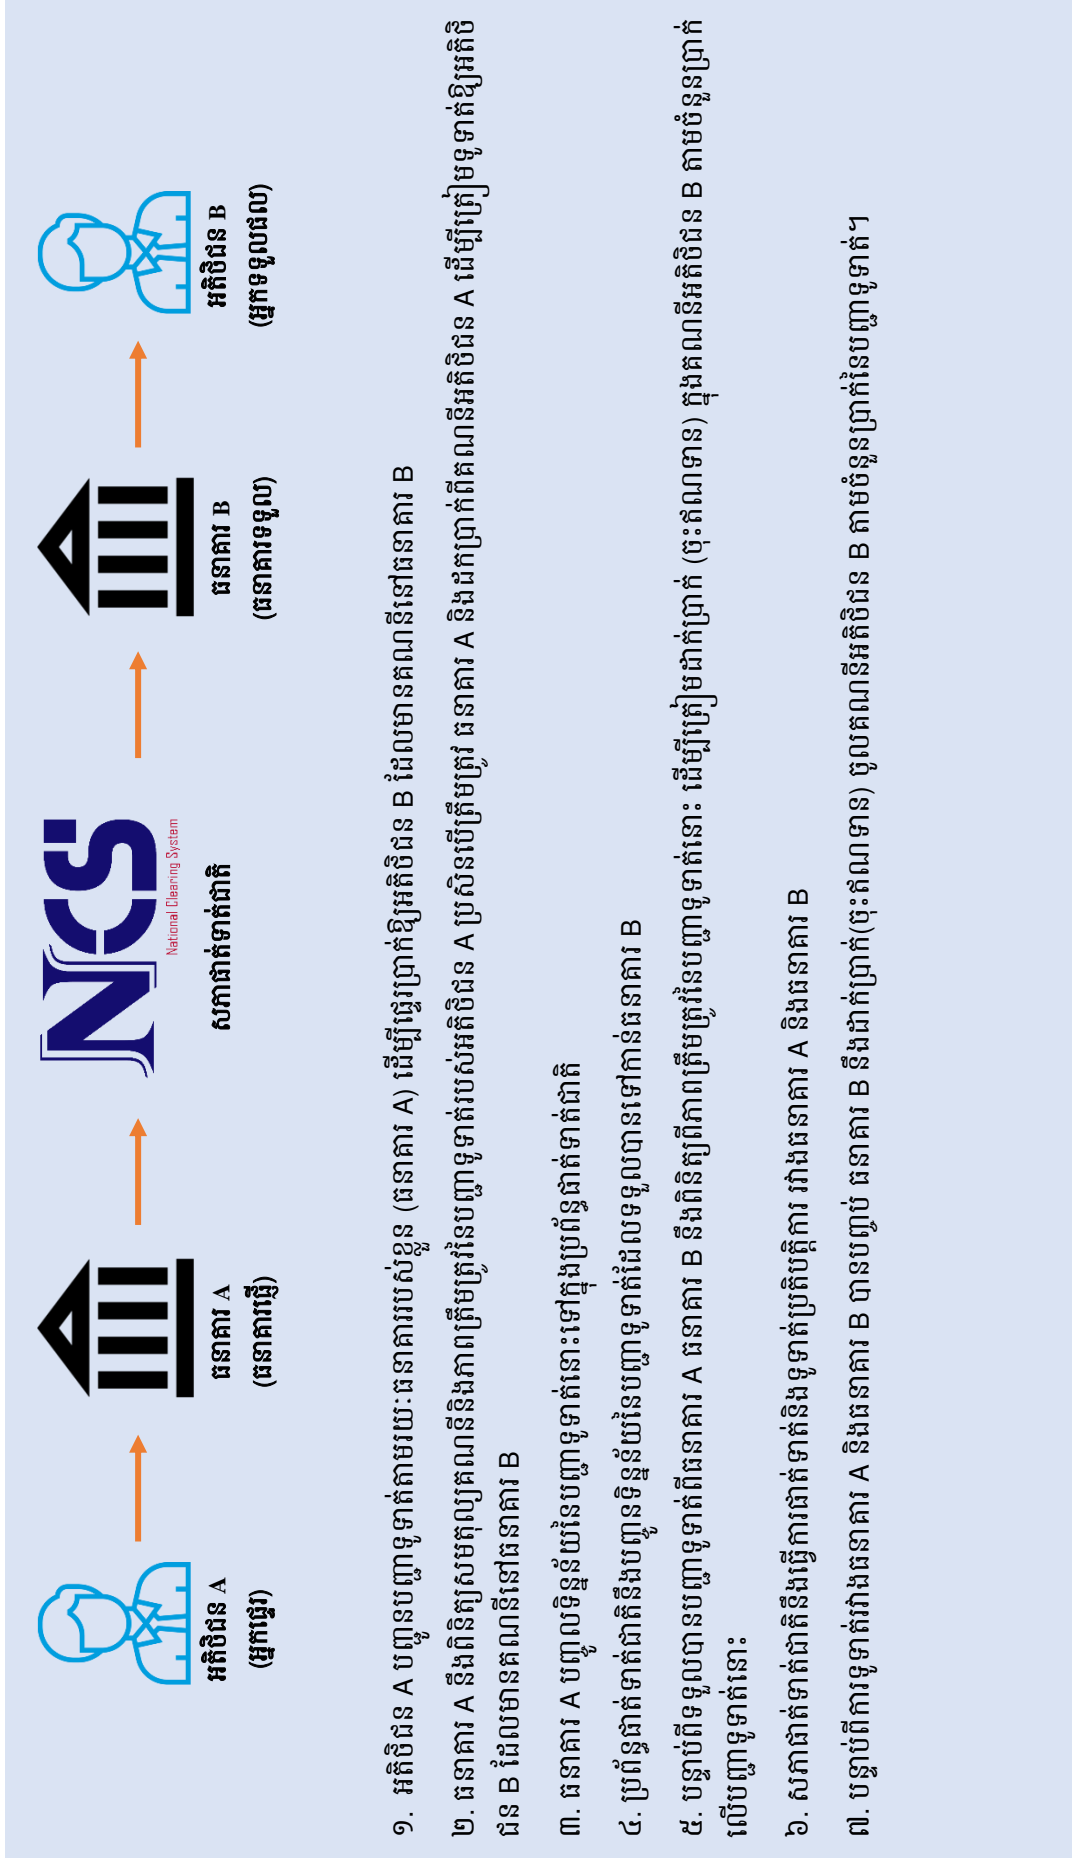 អតិថិជន A
(អ្នកផ្ញើរ)
ធនាគារ A
(ធនាគារផ្ញើ)
NCS
National Clearing System
សភាផាត់ទាត់ជាតិ
ធនាគារ B
(ធនាគារទទួល)
អតិថិជន B
(អ្នកទទួលផល)
១. អតិថិជន A បញ្ជូនបញ្ជាទូទាត់តាមរយៈធនាគាររបស់ខ្លួន (ធនាគារ A) ដើម្បីផ្ញើរប្រាក់ឱ្យអតិថិជន B ដែលមានគណនីនៅធនាគារ B
២. ធនាគារ A នឹងពិនិត្យសមតុល្យគណនីនិងភាពត្រឹមត្រូវនៃបញ្ជាទូទាត់របស់អតិថិជន A ប្រសិនបើត្រឹមត្រូវ ធនាគារ A និងដកប្រាក់ពីគណនីអតិថិជន A ដើម្បីត្រៀមទូទាត់ឱ្យអតិថិ
ជន B ដែលមានគណនីនៅធនាគារ B
៣. ធនាគារ A បញ្ចូលទិន្នន័យនៃបញ្ជាទូទាត់នោះទៅក្នុងប្រព័ន្ធផាត់ទាត់ជាតិ
៤. ប្រព័ន្ធផាត់ទាត់ជាតិនឹងបញ្ជូនទិន្នន័យនៃបញ្ជាទូទាត់ដែលទទួលបានទៅកាន់ធនាគារ B
៥. បន្ទាប់ពីទទួលបានបញ្ជាទូទាត់ពីធនាគារ A ធនាគារ B នឹងពិនិត្យពីភាពត្រឹមត្រូវនៃបញ្ជាទូទាត់នោះ ដើម្បីត្រៀមដាក់ប្រាក់ (ចុះឥណទាន) ក្នុងគណនីអតិថិជន B តាមចំនួនប្រាក់
លើបញ្ជាទូទាត់នោះ
៦. សភាផាត់ទាត់ជាតិនឹងធ្វើការផាត់ទាត់និងទូទាត់ប្រតិបត្តិការ រវាងធនាគារ A និងធនាគារ B
៧. បន្ទាប់ពីការទូទាត់រវាងធនាគារ A និងធនាគារ B បានបញ្ចប់ ធនាគារ B នឹងដាក់ប្រាក់(ចុះឥណទាន) ចូលគណនីអតិថិជន B តាមចំនួនប្រាក់នៃបញ្ជាទូទាត់។